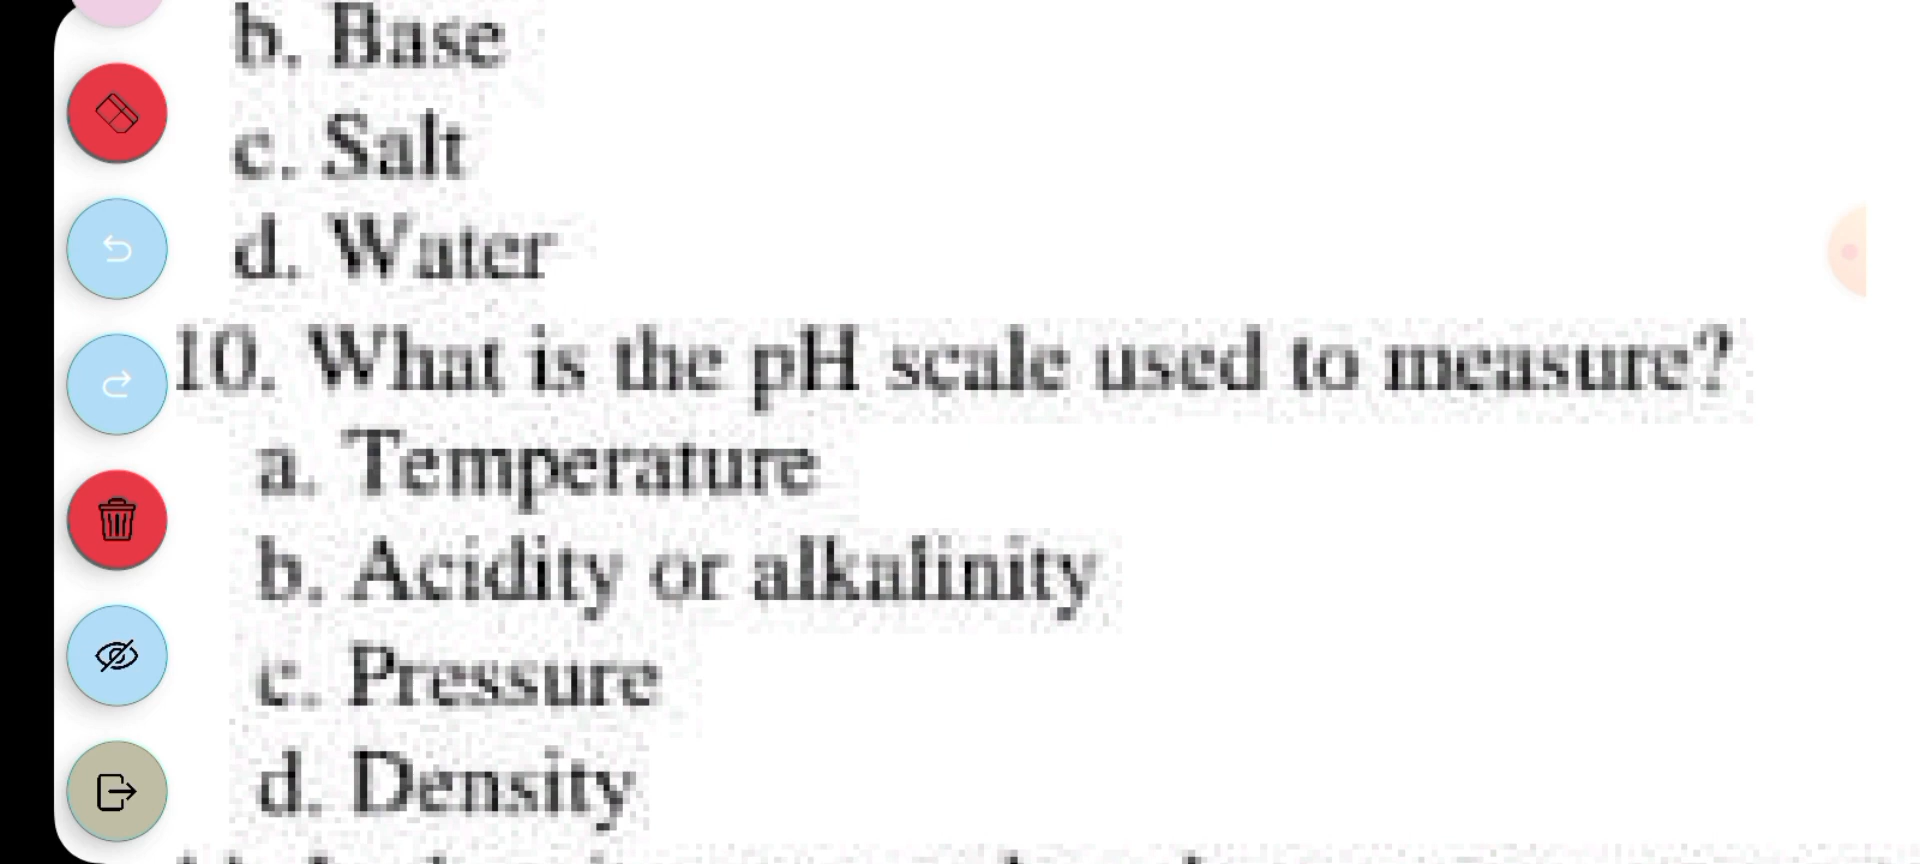 b. Base
c. Salt
d. Water
10. What is the pH scale used to measure?
a. Temperature
b. Acidity or alkalinity
c. Pressure
d. Density